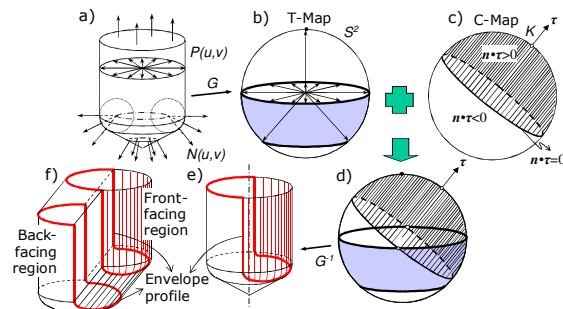 a)
P(u,v)
N(u,v)
G
b)
T-Map
S²
c)
C-Map
K
τ
n•τ>0
n•τ<0
n•τ=0
f)
Front-
facing
region
Back-
facing
region
e)
Envelope
profile
G⁻¹
d)
τ